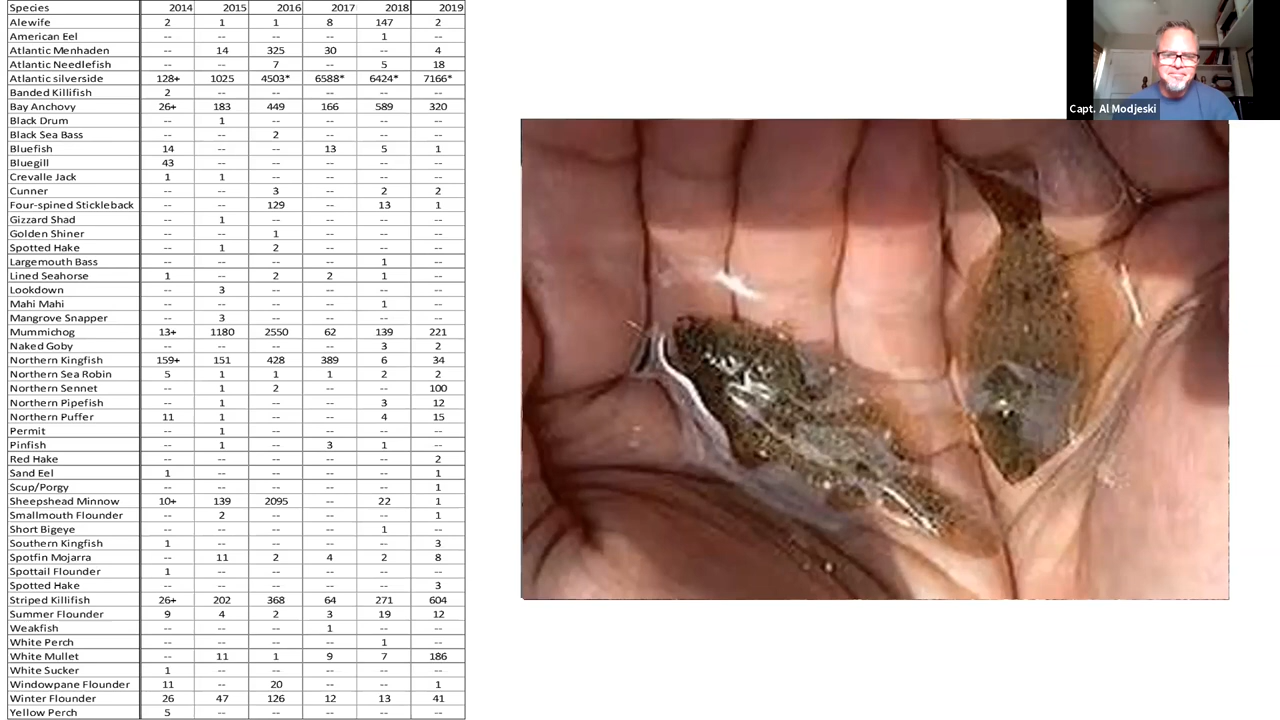 Species 2014 2015 2016 2017 2018 2019
Alewife 2 1 1 8 147 2
American Eel -- -- -- -- 1 --
Atlantic Menhaden -- 14 325 30 -- 4
Atlantic Needlefish -- -- 7 5 18
Atlantic silverside 128+ 1025 4503* 6588* 6424* 7166*
Banded Killifish 2 -- -- -- -- --
Bay Anchovy 26+ 183 449 166 589 320
Black Drum -- 1 -- -- -- --
Black Sea Bass -- -- 2 -- -- --
Bluefish 14 -- -- 13 5 1
Bluegill 43 -- -- -- -- --
Crevalle Jack 1 1 -- -- -- --
Cunner -- -- 3 -- 2 2
Four-spined Stickleback -- -- 129 -- 13 1
Gizzard Shad -- 1 -- -- -- --
Golden Shiner -- -- 1 -- -- --
Spotted Hake -- 1 2 -- -- --
Largemouth Bass -- -- -- -- 1 --
Lined Seahorse 1 -- 2 2 1 --
Lookdown -- 3 -- -- -- --
Mahi Mahi -- -- -- -- 1 --
Mangrove Snapper -- 3 -- -- -- --
Mummichog 13+ 1180 2550 62 139 221
Naked Goby -- -- -- -- 3 2
Northern Kingfish 159+ 151 428 389 6 34
Northern Sea Robin 5 1 1 1 2 2
Northern Sennet -- 1 2 -- -- 100
Northern Pipefish -- 1 -- -- 3 12
Northern Puffer 11 1 -- -- 4 15
Permit -- 1 -- -- -- --
Pinfish -- 1 -- 3 1 --
Red Hake -- -- -- -- -- 2
Sand Eel 1 -- -- -- -- 1
Scup/Porgy -- -- -- -- -- 1
Sheepshead Minnow 10+ 139 2095 -- 22 1
Smallmouth Flounder -- 2 -- -- -- 1
Short Bigeye -- -- -- -- 1 --
Southern Kingfish 1 -- -- -- -- 3
Spotfin Mojarra -- 11 2 4 2 8
Spottail Flounder 1 -- -- -- -- --
Spotted Hake -- -- -- -- -- 3
Striped Killifish 26+ 202 368 64 271 604
Summer Flounder 9 4 2 3 19 12
Weakfish -- -- -- 1 -- --
White Perch -- -- -- -- 1 --
White Mullet -- 11 1 9 7 186
White Sucker 1 -- -- -- -- --
Windowpane Flounder 11 -- 20 -- -- 1
Winter Flounder 26 47 126 12 13 41
Yellow Perch 5 -- -- -- -- --
Capt. Al Modjeski